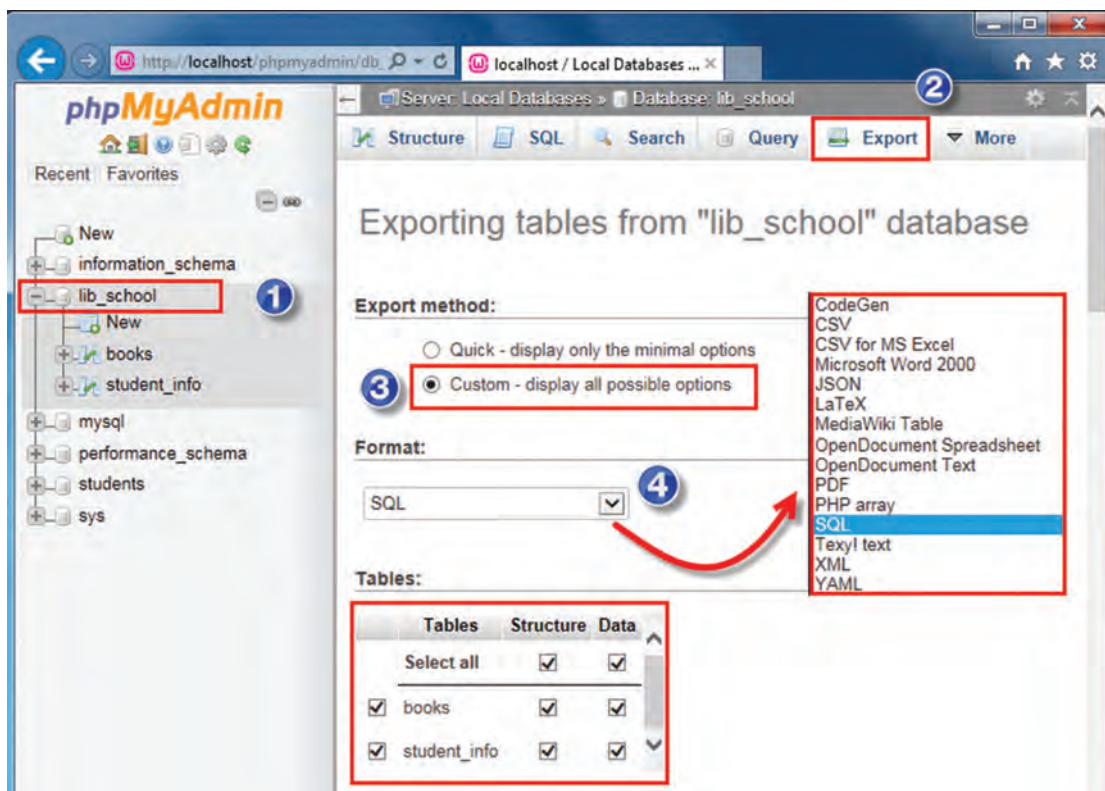 http://localhost/phpmyadmin/db_
localhost / Local Databases ...
phpMyAdmin
Recent Favorites
New
information_schema
lib_school
1
New
books
student_info
mysql
performance_schema
students
sys
Server: Local Databases » Database: lib_school
2
Structure
SQL
Search
Query
Export
More
Exporting tables from "lib_school" database
Export method:
Quick - display only the minimal options
3
Custom - display all possible options
Format:
SQL
4
CodeGen
CSV
CSV for MS Excel
Microsoft Word 2000
JSON
LaTeX
MediaWiki Table
OpenDocument Spreadsheet
OpenDocument Text
PDF
PHP array
SQL
Texy! text
XML
YAML
Tables:
Tables Structure Data
Select all
books
student_info